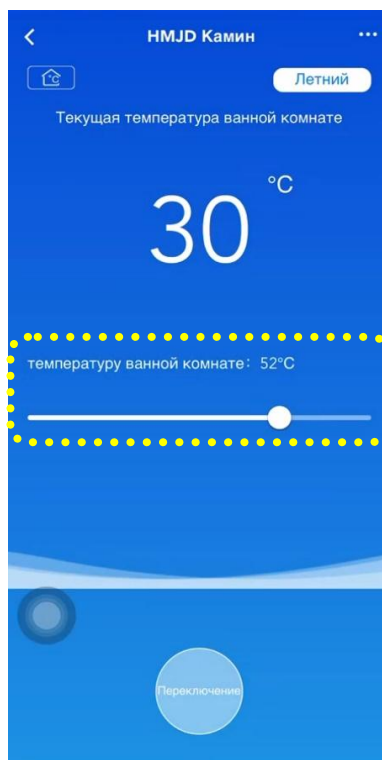 HMJD Камин
°C
Летний
Текущая температура ванной комнате
30 °C
температуру ванной комнате: 52°C
Переключение